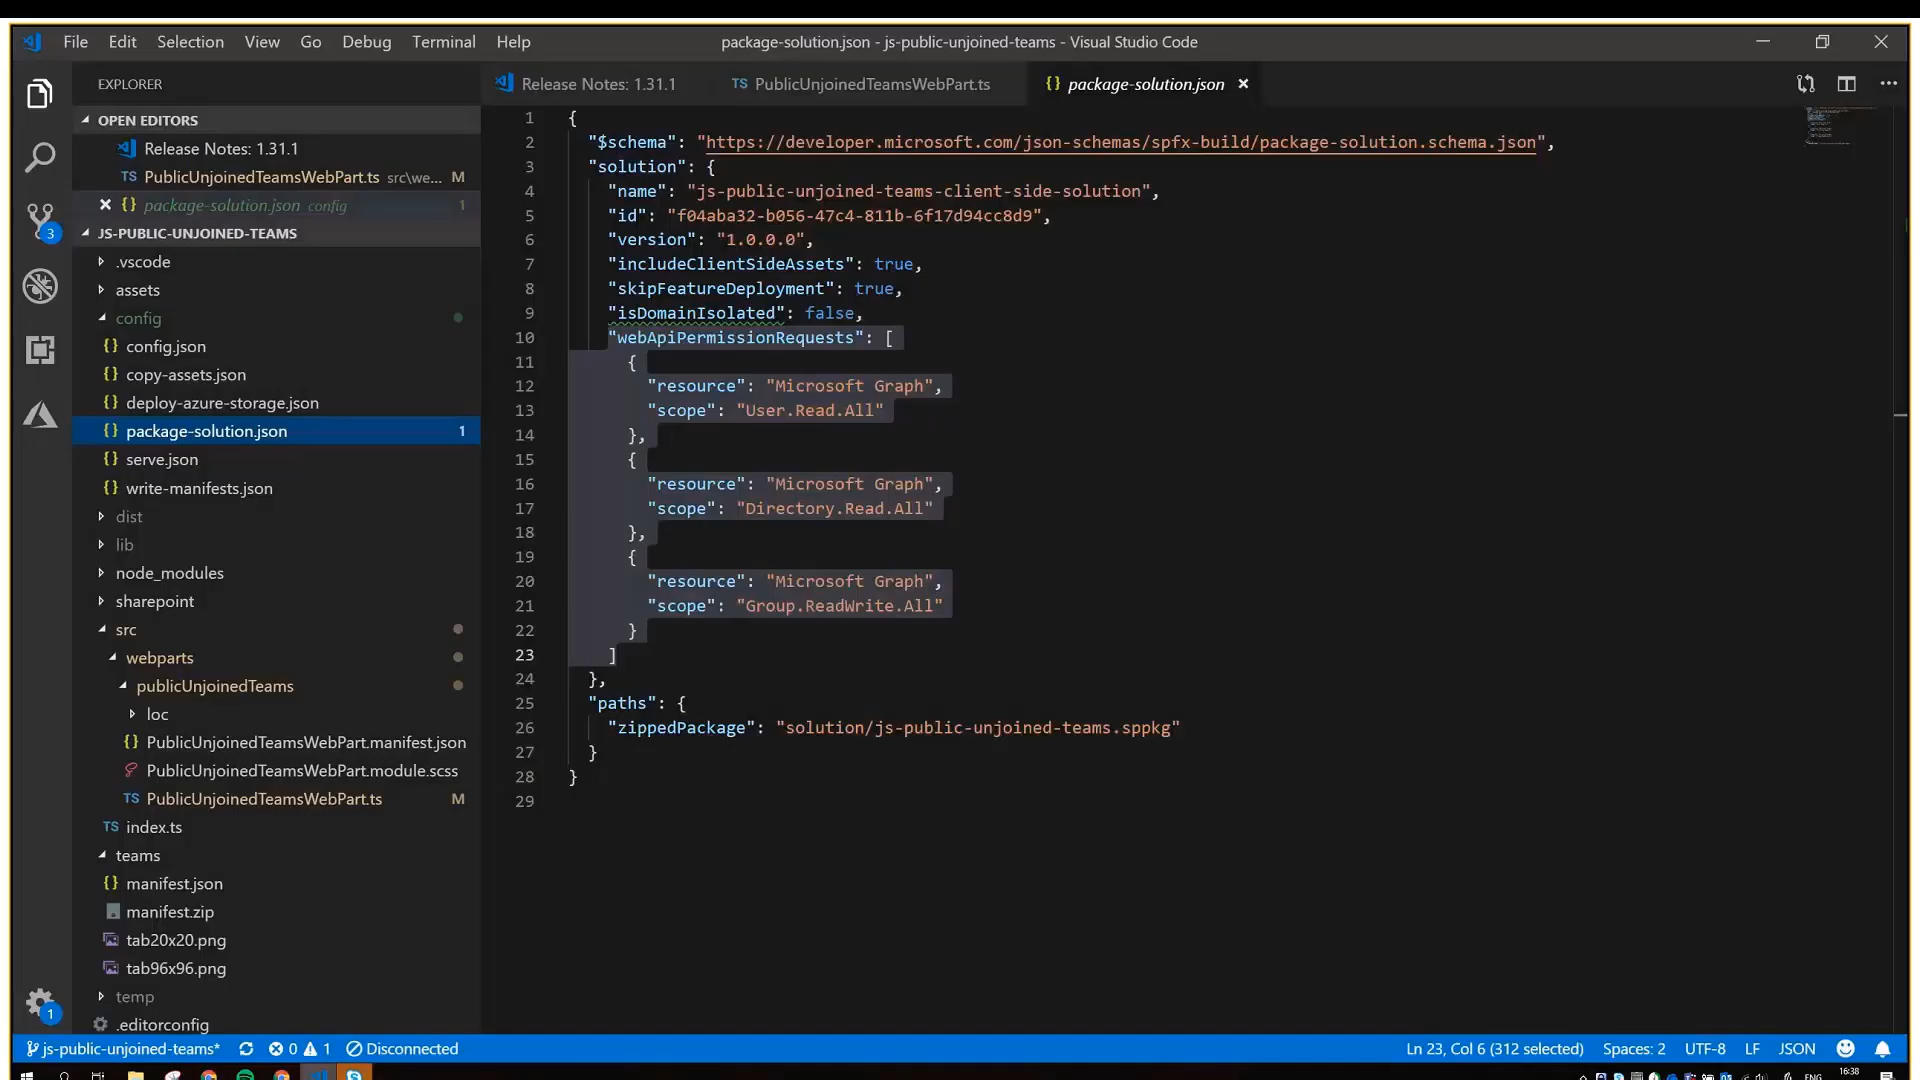 File Edit Selection View Go Debug Terminal Help
package-solution.json - js-public-unjoined-teams - Visual Studio Code
EXPLORER
OPEN EDITORS
Release Notes: 1.31.1
TS PublicUnjoinedTeamsWebPart.ts src\we... M
{} package-solution.json config 1
JS-PUBLIC-UNJOINED-TEAMS
.vscode
assets
config
{} config.json
{} copy-assets.json
{} deploy-azure-storage.json
{} package-solution.json 1
{} serve.json
{} write-manifests.json
dist
lib
node_modules
sharepoint
src
webparts
publicUnjoinedTeams
loc
{} PublicUnjoinedTeamsWebPart.manifest.json
PublicUnjoinedTeamsWebPart.module.scss
TS PublicUnjoinedTeamsWebPart.ts M
TS index.ts
teams
{} manifest.json
manifest.zip
tab20x20.png
tab96x96.png
temp
.editorconfig
3
1
Release Notes: 1.31.1
TS PublicUnjoinedTeamsWebPart.ts
{} package-solution.json
1 {
2 "$schema": "https://developer.microsoft.com/json-schemas/spfx-build/package-solution.schema.json",
3 "solution": {
4 "name": "js-public-unjoined-teams-client-side-solution",
5 "id": "f04aba32-b056-47c4-811b-6f17d94cc8d9",
6 "version": "1.0.0.0",
7 "includeClientSideAssets": true,
8 "skipFeatureDeployment": true,
9 "isDomainIsolated": false,
10 "webApiPermissionRequests": [
11 {
12 "resource": "Microsoft Graph",
13 "scope": "User.Read.All"
14 },
15 {
16 "resource": "Microsoft Graph",
17 "scope": "Directory.Read.All"
18 },
19 {
20 "resource": "Microsoft Graph",
21 "scope": "Group.ReadWrite.All"
22 }
23 ]
24 },
25 "paths": {
26 "zippedPackage": "solution/js-public-unjoined-teams.sppkg"
27 }
28 }
29
js-public-unjoined-teams* 0 1 Disconnected
Ln 23, Col 6 (312 selected) Spaces: 2 UTF-8 LF JSON
ENG 16:38